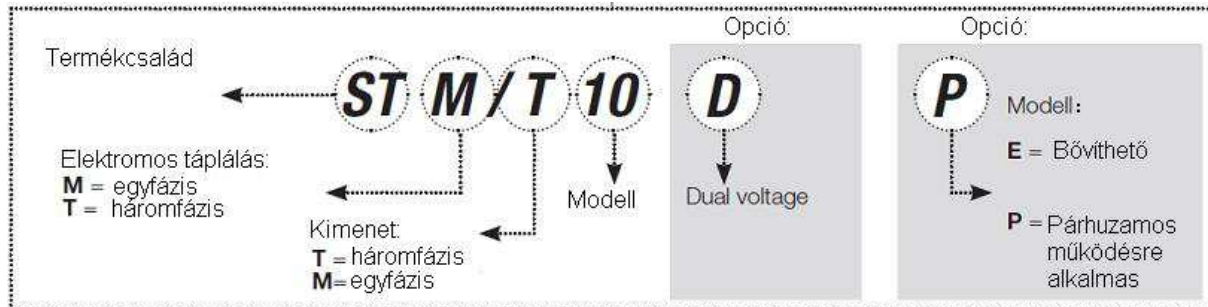 Opció:
Opció:
Termékcsalád
ST M / T 10 D P
Modell:
E = Bővíthető
Elektromos táplálás:
M = egyfázis
T = háromfázis
Modell
Dual voltage
Kimenet:
T = háromfázis
M= egyfázis
P = Párhuzamos
működésre
alkalmas